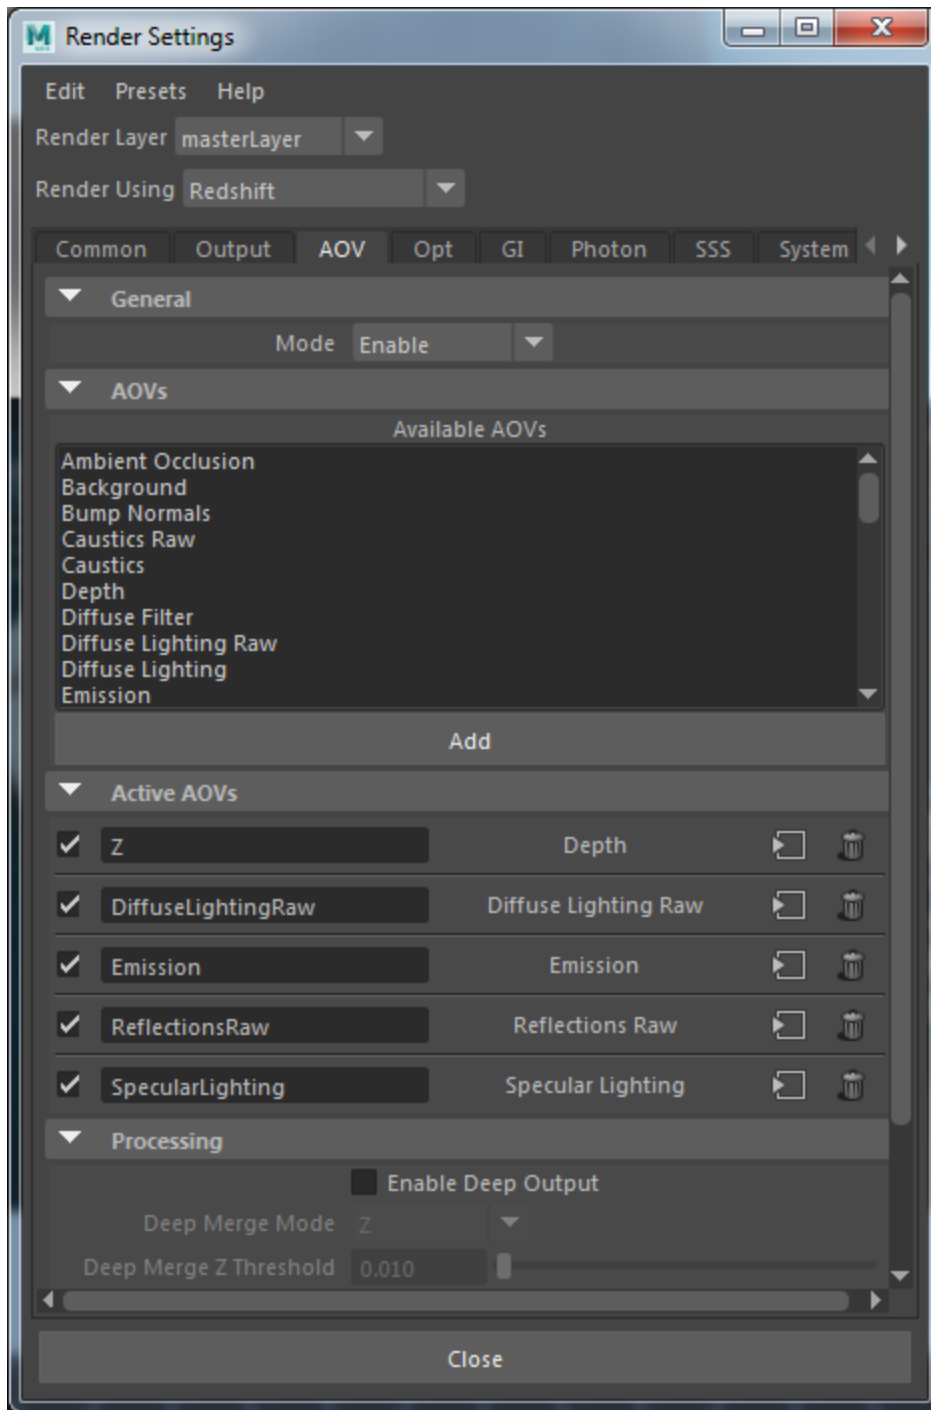 Render Settings
Edit Presets Help
Render Layer masterLayer
Render Using Redshift
Common Output AOV Opt GI Photon SSS System
General
Mode Enable
AOVs
Available AOVs
Ambient Occlusion
Background
Bump Normals
Caustics Raw
Caustics
Depth
Diffuse Filter
Diffuse Lighting Raw
Diffuse Lighting
Emission
Add
Active AOVs
Z Depth
DiffuseLightingRaw Diffuse Lighting Raw
Emission Emission
ReflectionsRaw Reflections Raw
SpecularLighting Specular Lighting
Processing
Enable Deep Output
Deep Merge Mode Z
Deep Merge Z Threshold 0.010
Close